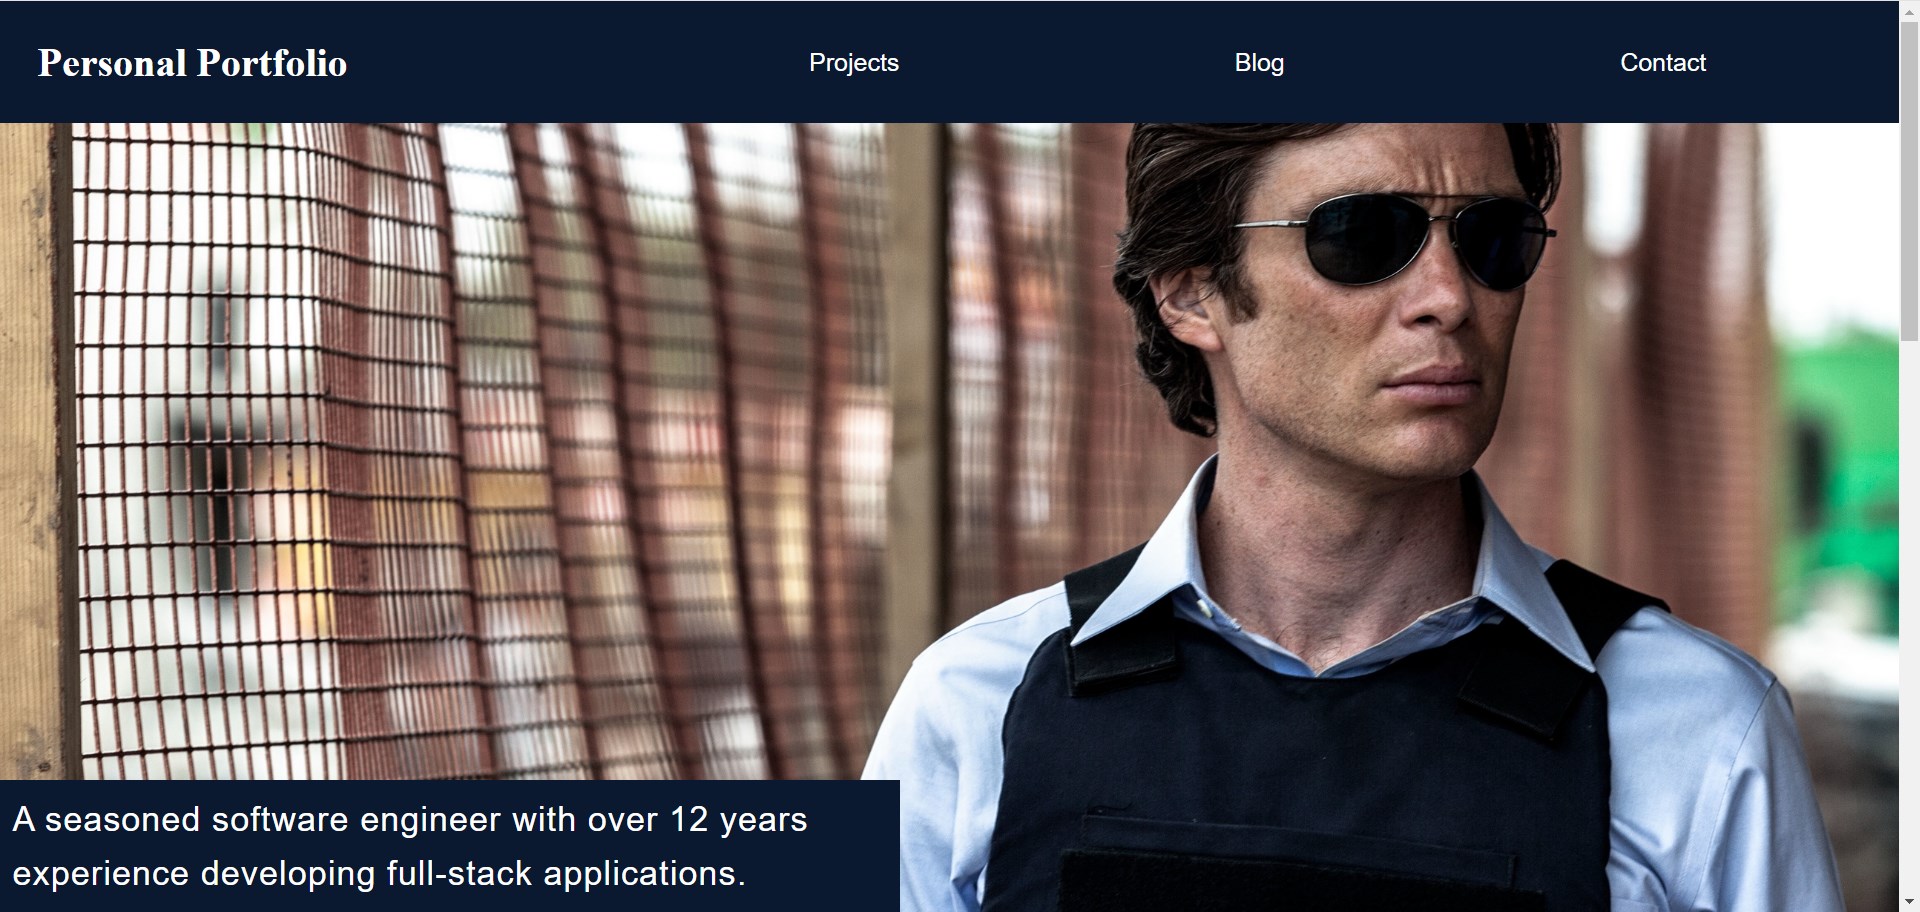 Personal Portfolio
Projects
Blog
Contact
A seasoned software engineer with over 12 years
experience developing full-stack applications.